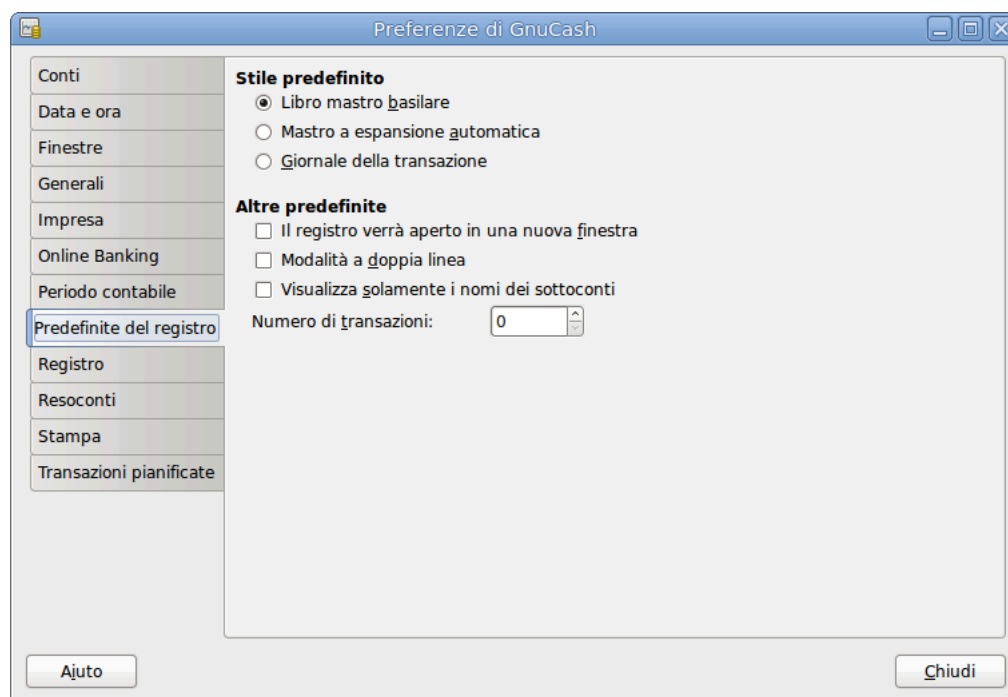 Preferenze di GnuCash
Conti
Data e ora
Finestre
Generali
Impresa
Online Banking
Periodo contabile
Predefinite del registro
Registro
Resoconti
Stampa
Transazioni pianificate
Stile predefinito
Libro mastro basilare
Mastro a espansione automatica
Giornale della transazione
Altre predefinite
Il registro verrà aperto in una nuova finestra
Modalità a doppia linea
Visualizza solamente i nomi dei sottoconti
Numero di transazioni: 0
Aiuto
Chiudi